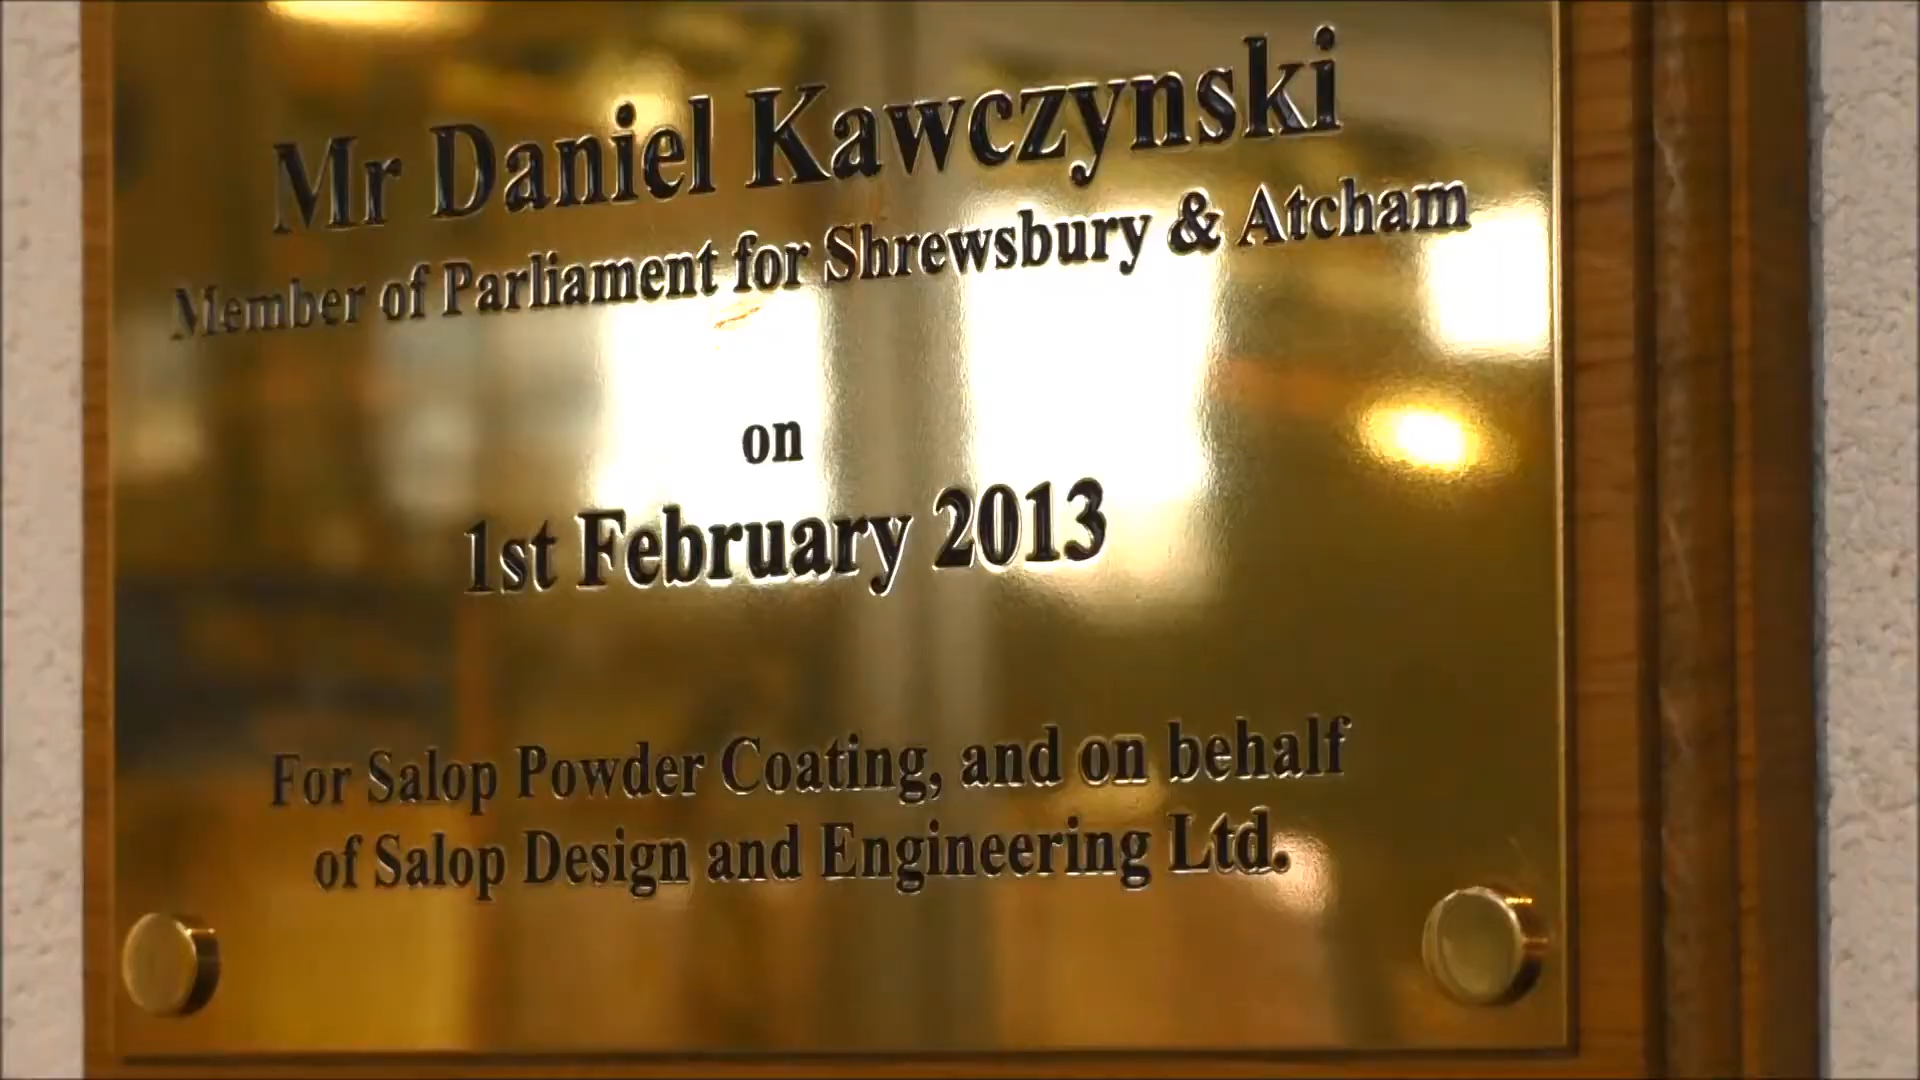 Mr Daniel Kawczynski
Member of Parliament for Shrewsbury & Atcham
on
1st February 2013
For Salop Powder Coating, and on behalf
of Salop Design and Engineering Ltd.